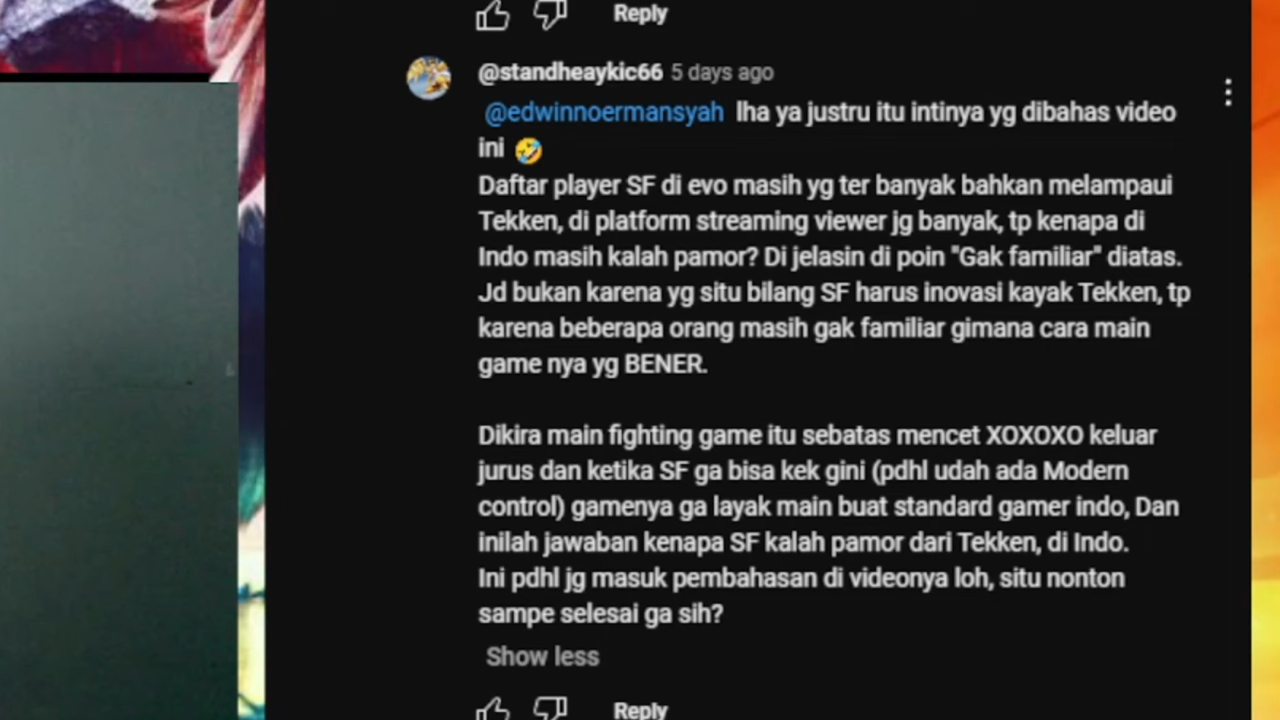 Reply
@standheaykic66 5 days ago
@edwinnoermansyah lha ya justru itu intinya yg dibahas video
ini 🤣
Daftar player SF di evo masih yg ter banyak bahkan melampaui
Tekken, di platform streaming viewer jg banyak, tp kenapa di
Indo masih kalah pamor? Di jelasin di poin "Gak familiar" diatas.
Jd bukan karena yg situ bilang SF harus inovasi kayak Tekken, tp
karena beberapa orang masih gak familiar gimana cara main
game nya yg BENER.
Dikira main fighting game itu sebatas mencet XOXOXO keluar
jurus dan ketika SF ga bisa kek gini (pdhl udah ada Modern
control) gamenya ga layak main buat standard gamer indo, Dan
inilah jawaban kenapa SF kalah pamor dari Tekken, di Indo.
Ini pdhl jg masuk pembahasan di videonya loh, situ nonton
sampe selesai ga sih?
Show less
Reply